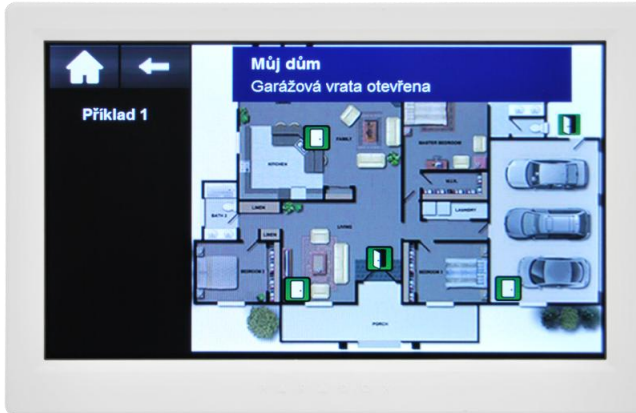 Můj dům
Garážová vrata otevřena
Příklad 1
FAMILY
MASTER BEDROOM
KITCHEN
W.I.R.
LAUNDRY
BATH 2
LINEN
LINEN
LIVING
BEDROOM 2
BEDROOM 3
PORCH